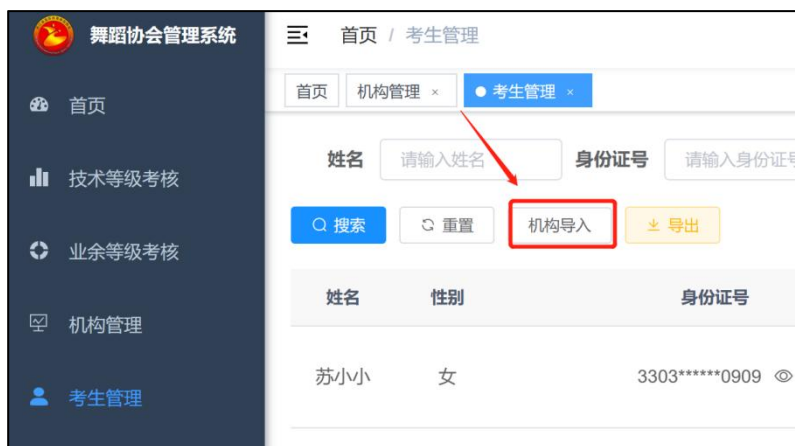 舞蹈协会管理系统
首页 / 考生管理
首页 机构管理 × 考生管理 ×
首页
技术等级考核
业余等级考核
机构管理
考生管理
姓名 请输入姓名 身份证号 请输入身份证号
搜索 重置 机构导入 导出
姓名 性别 身份证号
苏小小 女 3303******0909